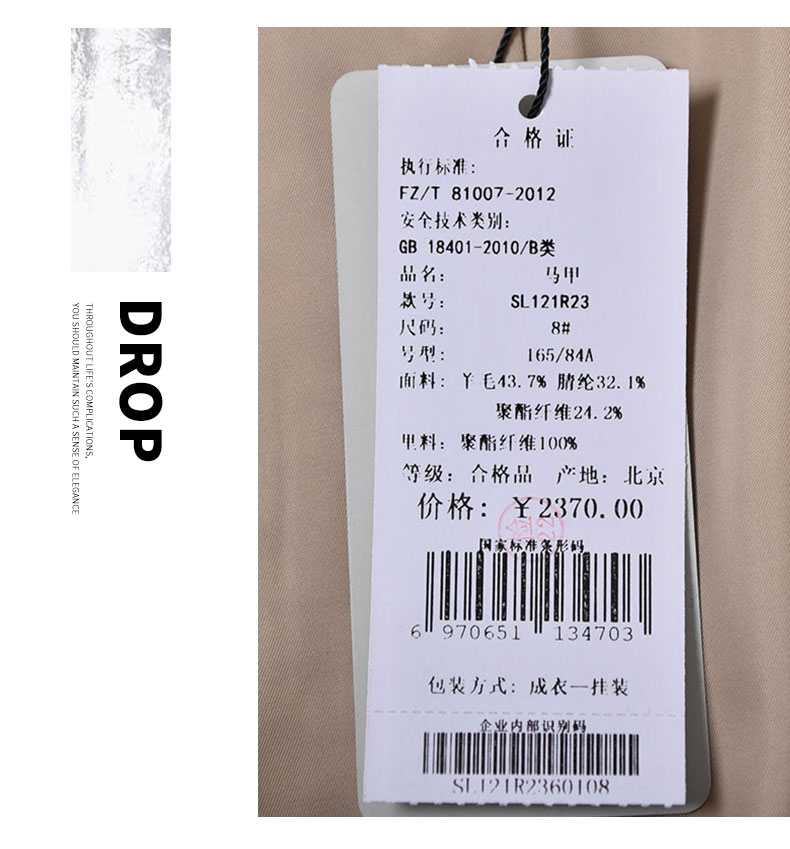 DROP
THROUGHOUT LIFE'S COMPLICATIONS,
YOU SHOULD MAINTAIN SUCH A SENSE OF ELEGANCE
合格证
执行标准:
FZ/T 81007-2012
安全技术类别:
GB 18401-2010/B类
品名: 马甲
款号: SL121R23
尺码: 8#
号型: 165/84A
面料: 羊毛43.7% 腈纶32.1%
聚酯纤维24.2%
里料: 聚酯纤维100%
等级: 合格品 产地: 北京
价格: ¥2370.00
检
22
国家标准条形码
6 970651 134703
包装方式: 成衣一挂装
企业内部识别码
SL121R2360108